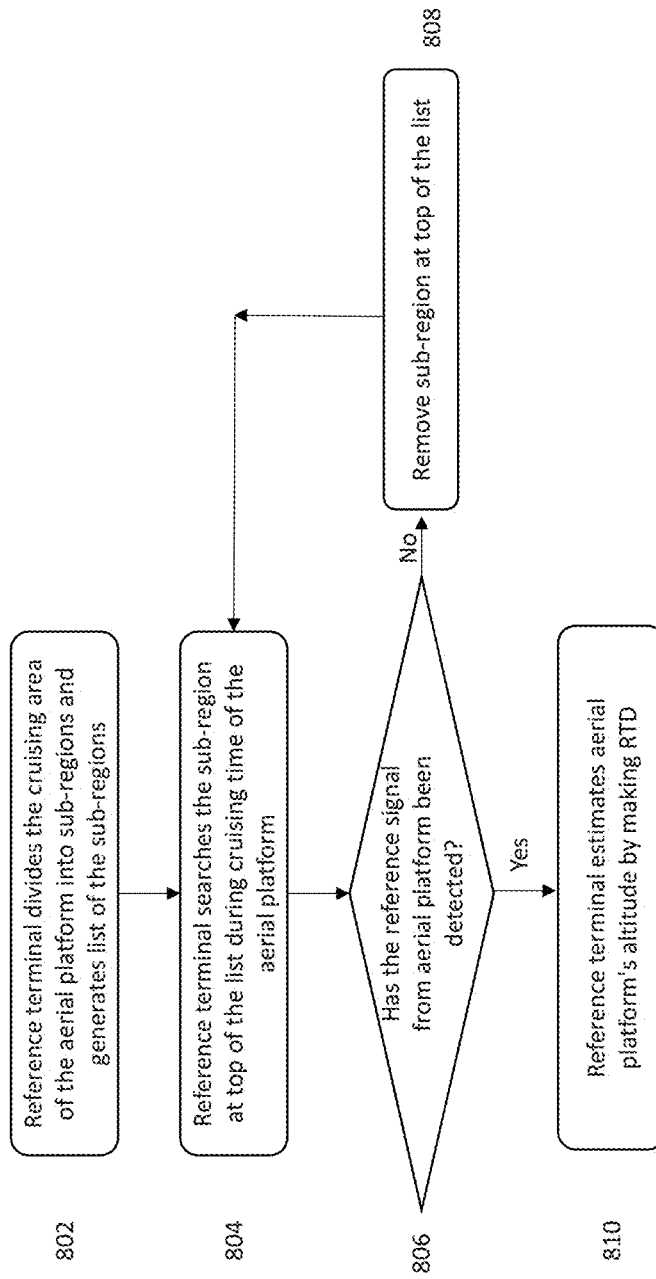 802
Reference terminal divides the cruising area
of the aerial platform into sub-regions and
generates list of the sub-regions
804
Reference terminal searches the sub-region
at top of the list during cruising time of the
aerial platform
806
Has the reference signal
from aerial platform been
detected?
No
Remove sub-region at top of the list
808
Yes
810
Reference terminal estimates aerial
platform's altitude by making RTD